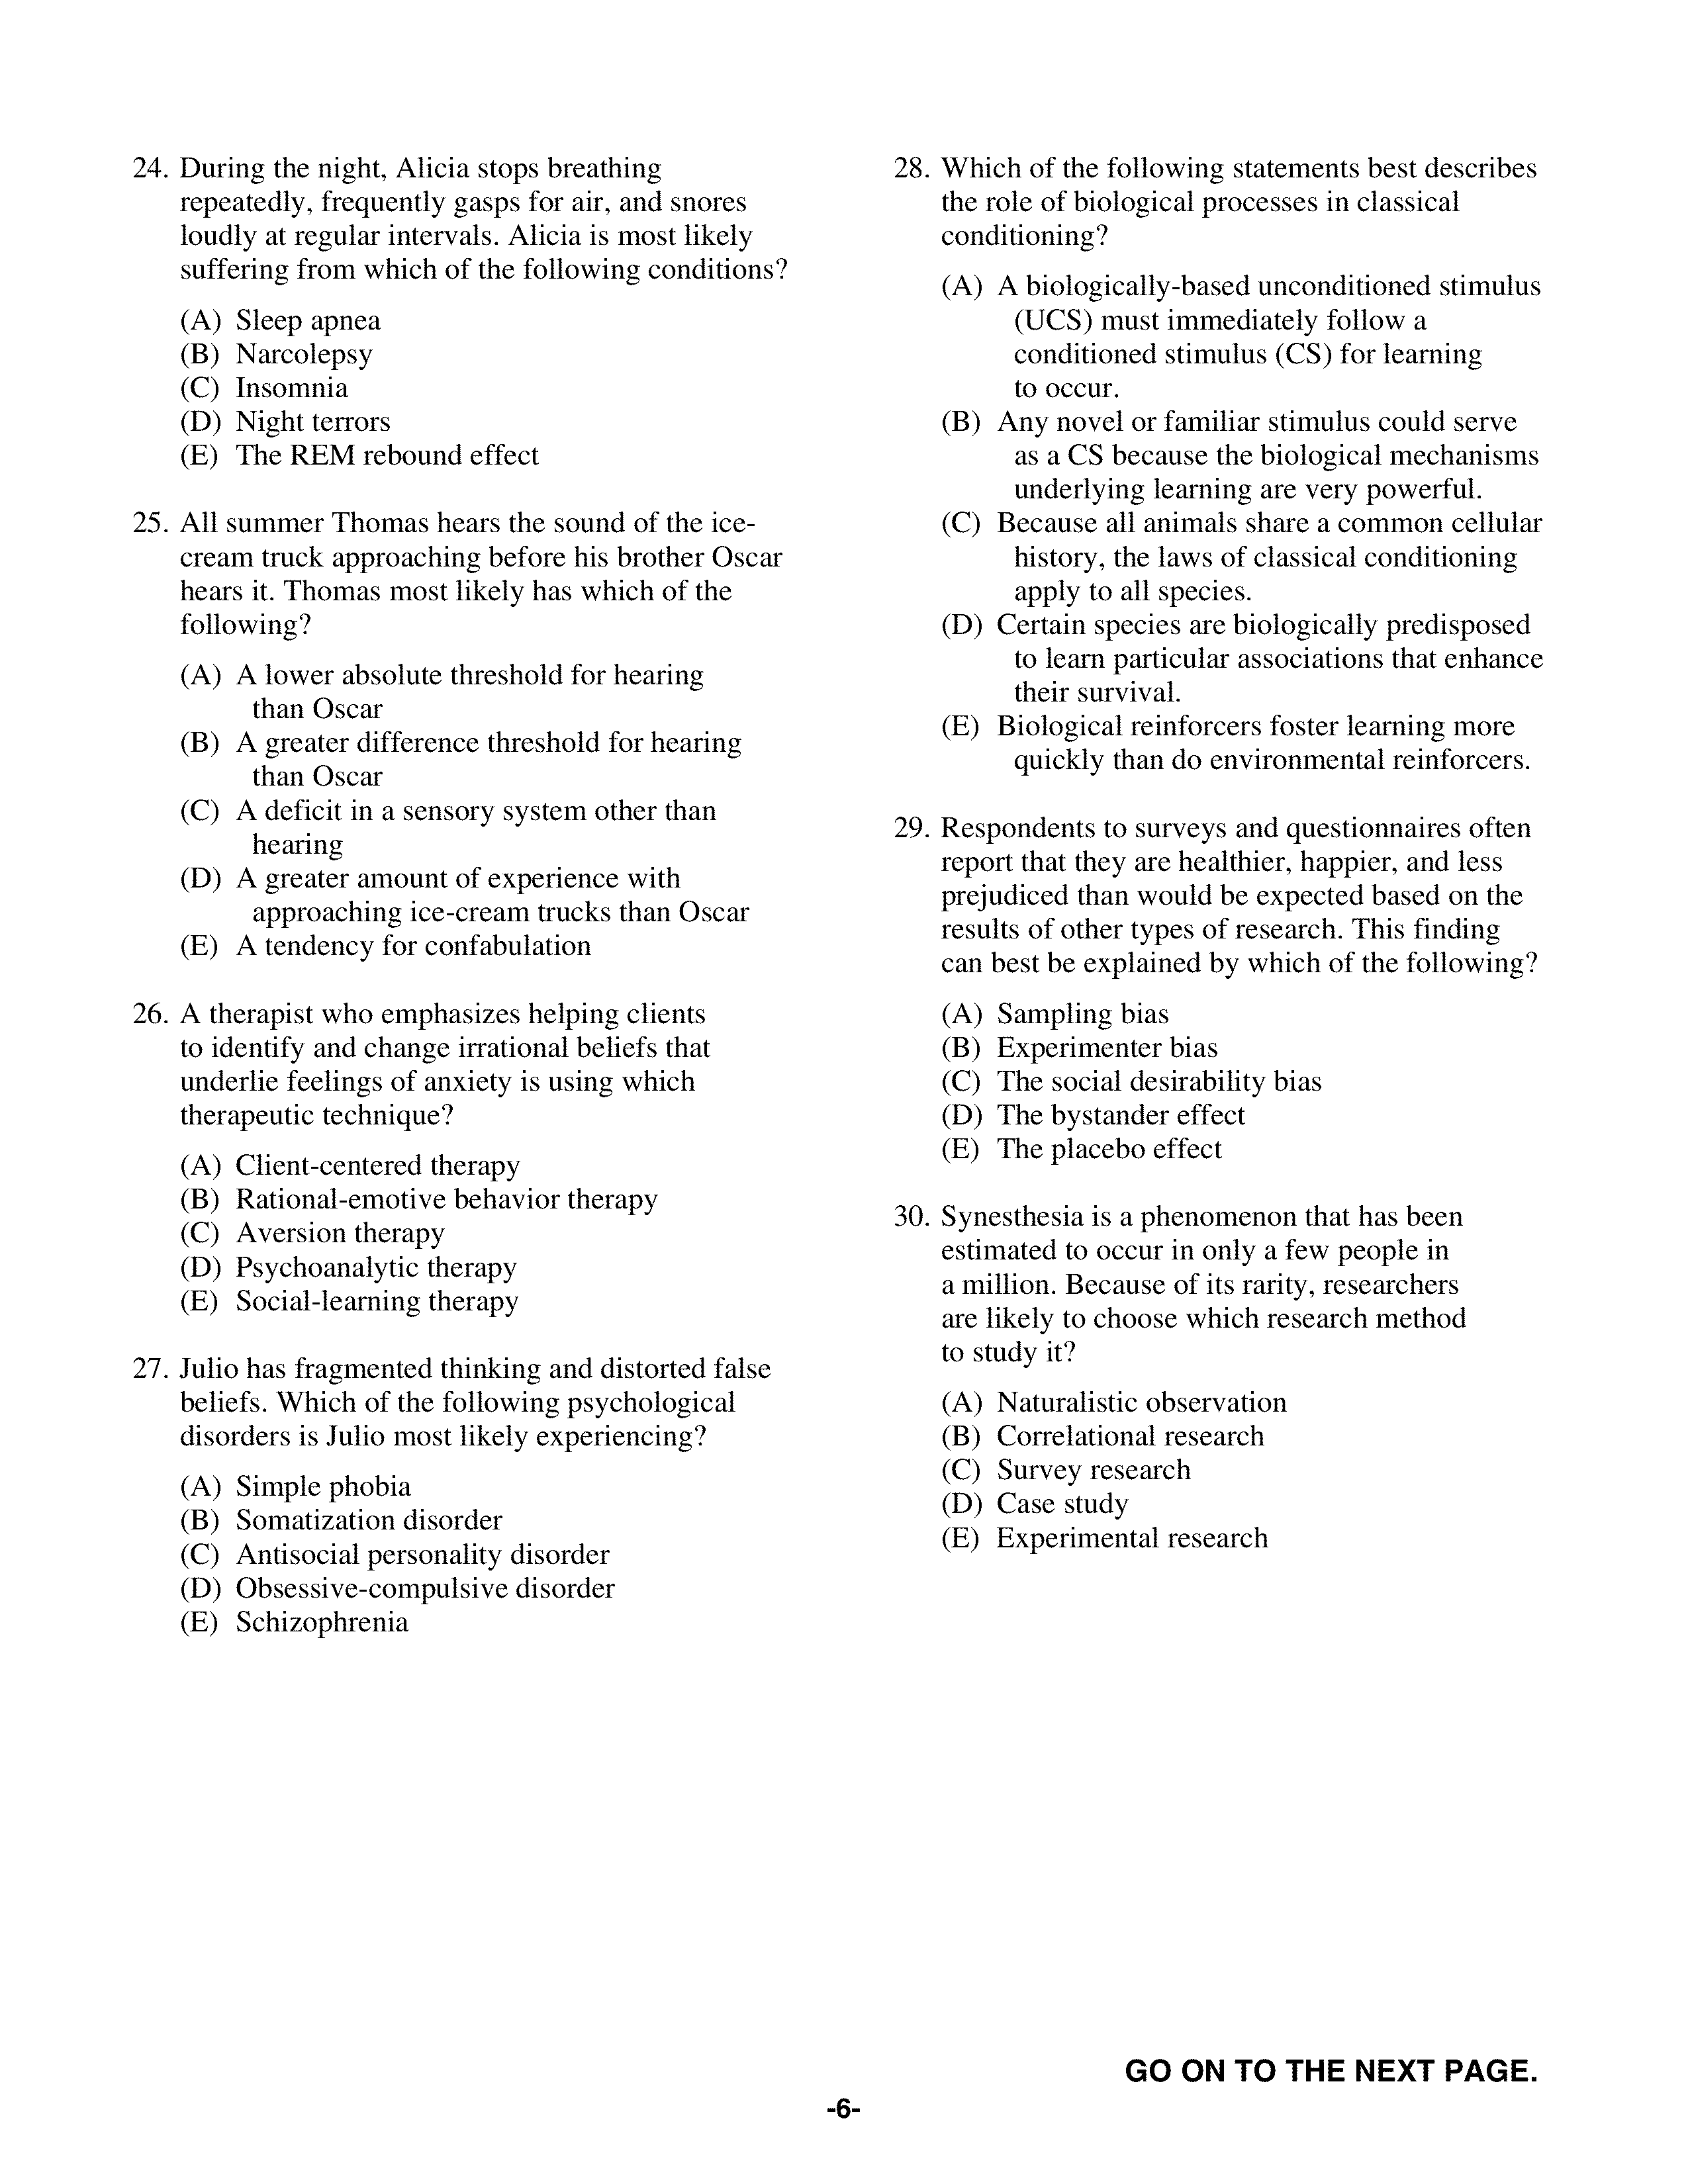 24. During the night, Alicia stops breathing
repeatedly, frequently gasps for air, and snores
loudly at regular intervals. Alicia is most likely
suffering from which of the following conditions?
(A) Sleep apnea
(B) Narcolepsy
(C) Insomnia
(D) Night terrors
(E) The REM rebound effect
25. All summer Thomas hears the sound of the ice-
cream truck approaching before his brother Oscar
hears it. Thomas most likely has which of the
following?
(A) A lower absolute threshold for hearing
than Oscar
(B) A greater difference threshold for hearing
than Oscar
(C) A deficit in a sensory system other than
hearing
(D) A greater amount of experience with
approaching ice-cream trucks than Oscar
(E) A tendency for confabulation
26. A therapist who emphasizes helping clients
to identify and change irrational beliefs that
underlie feelings of anxiety is using which
therapeutic technique?
(A) Client-centered therapy
(B) Rational-emotive behavior therapy
(C) Aversion therapy
(D) Psychoanalytic therapy
(E) Social-learning therapy
27. Julio has fragmented thinking and distorted false
beliefs. Which of the following psychological
disorders is Julio most likely experiencing?
(A) Simple phobia
(B) Somatization disorder
(C) Antisocial personality disorder
(D) Obsessive-compulsive disorder
(E) Schizophrenia
28. Which of the following statements best describes
the role of biological processes in classical
conditioning?
(A) A biologically-based unconditioned stimulus
(UCS) must immediately follow a
conditioned stimulus (CS) for learning
to occur.
(B) Any novel or familiar stimulus could serve
as a CS because the biological mechanisms
underlying learning are very powerful.
(C) Because all animals share a common cellular
history, the laws of classical conditioning
apply to all species.
(D) Certain species are biologically predisposed
to learn particular associations that enhance
their survival.
(E) Biological reinforcers foster learning more
quickly than do environmental reinforcers.
29. Respondents to surveys and questionnaires often
report that they are healthier, happier, and less
prejudiced than would be expected based on the
results of other types of research. This finding
can best be explained by which of the following?
(A) Sampling bias
(B) Experimenter bias
(C) The social desirability bias
(D) The bystander effect
(E) The placebo effect
30. Synesthesia is a phenomenon that has been
estimated to occur in only a few people in
a million. Because of its rarity, researchers
are likely to choose which research method
to study it?
(A) Naturalistic observation
(B) Correlational research
(C) Survey research
(D) Case study
(E) Experimental research
GO ON TO THE NEXT PAGE.
-6-